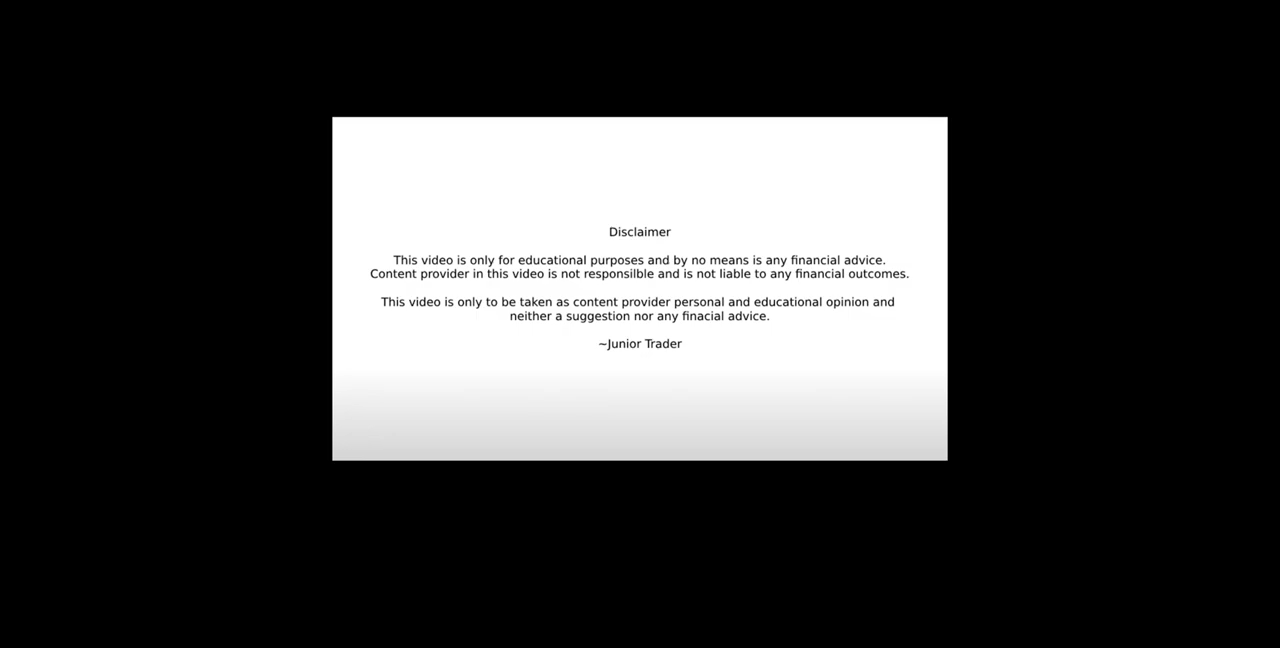 Disclaimer
This video is only for educational purposes and by no means is any financial advice.
Content provider in this video is not responsilble and is not liable to any financial outcomes.
This video is only to be taken as content provider personal and educational opinion and
neither a suggestion nor any finacial advice.
~Junior Trader